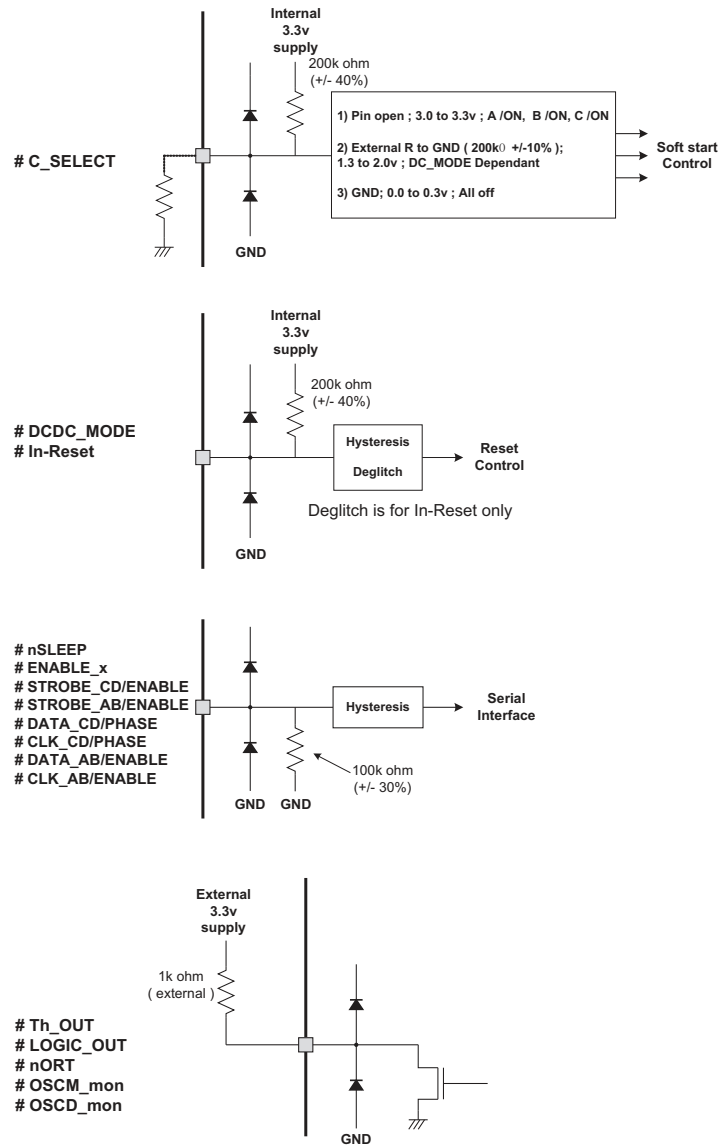 Internal
3.3v
supply
200k ohm
(+/- 40%)
# C_SELECT
1) Pin open ; 3.0 to 3.3v ; A /ON, B /ON, C /ON
2) External R to GND ( 200k0 +/-10% );
1.3 to 2.0v ; DC_MODE Dependant
3) GND; 0.0 to 0.3v ; All off
Soft start
Control
GND
Internal
3.3v
supply
200k ohm
(+/- 40%)
# DCDC_MODE
# In-Reset
Hysteresis
Deglitch
Reset
Control
Deglitch is for In-Reset only
GND
# nSLEEP
# ENABLE_x
# STROBE_CD/ENABLE
# STROBE_AB/ENABLE
# DATA_CD/PHASE
# CLK_CD/PHASE
# DATA_AB/ENABLE
# CLK_AB/ENABLE
Hysteresis
Serial
Interface
GND GND
100k ohm
(+/- 30%)
External
3.3v
supply
1k ohm
( external )
# Th_OUT
# LOGIC_OUT
# nORT
# OSCM_mon
# OSCD_mon
GND